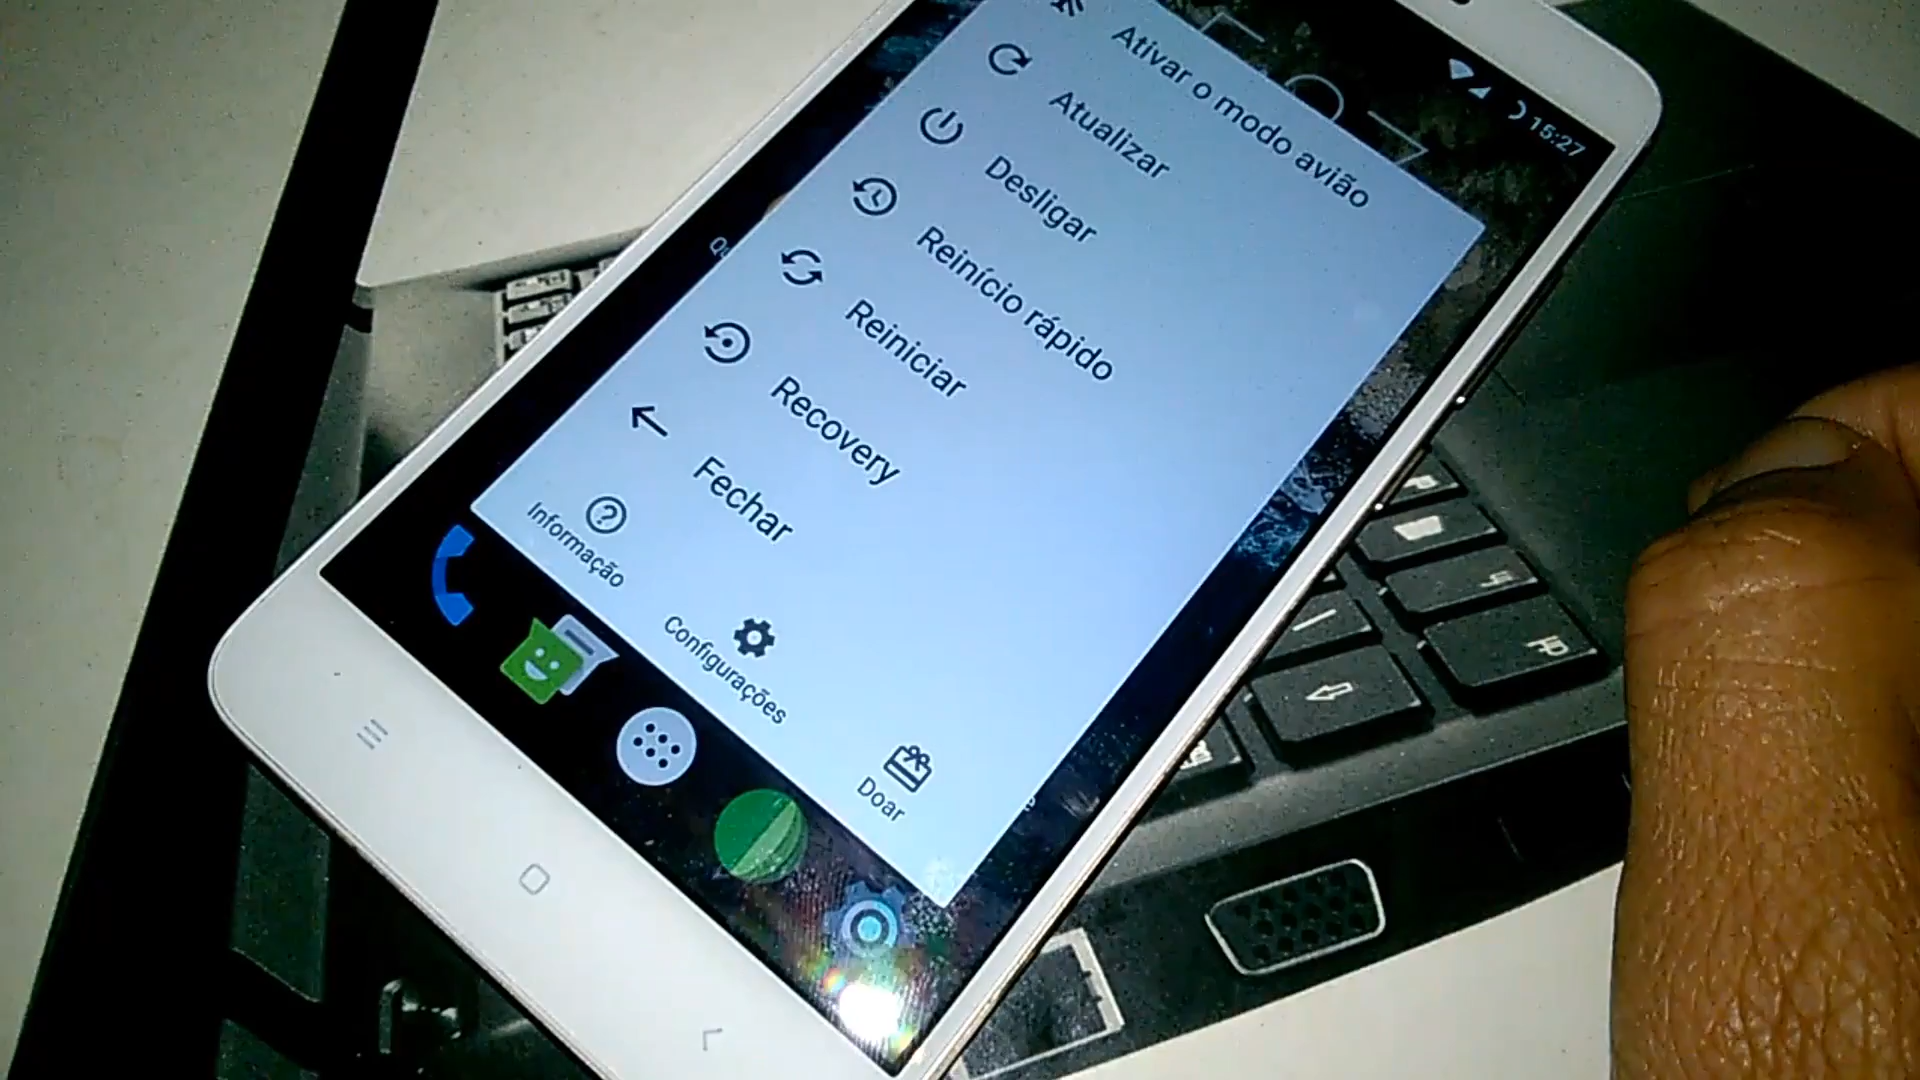 15:27
Ativar o modo avião
Atualizar
Desligar
Reinício rápido
Reiniciar
Recovery
Fechar
Informação
Configurações
Doar